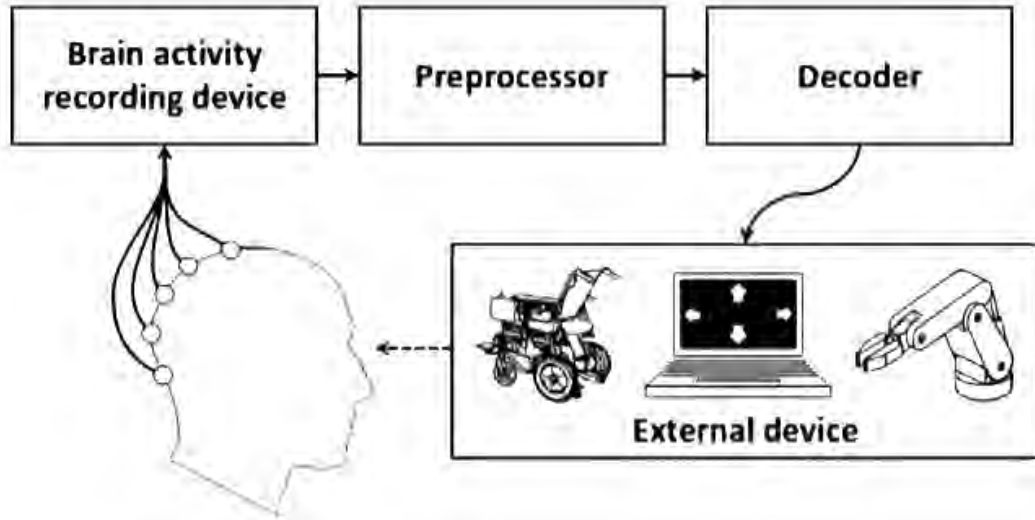 Brain activity
recording device
Preprocessor
Decoder
External device